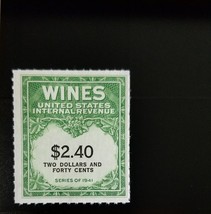 WINES
UNITED STATES
INTERNAL REVENUE
$2.40
TWO DOLLARS AND
FORTY CENTS
SERIES OF 1941